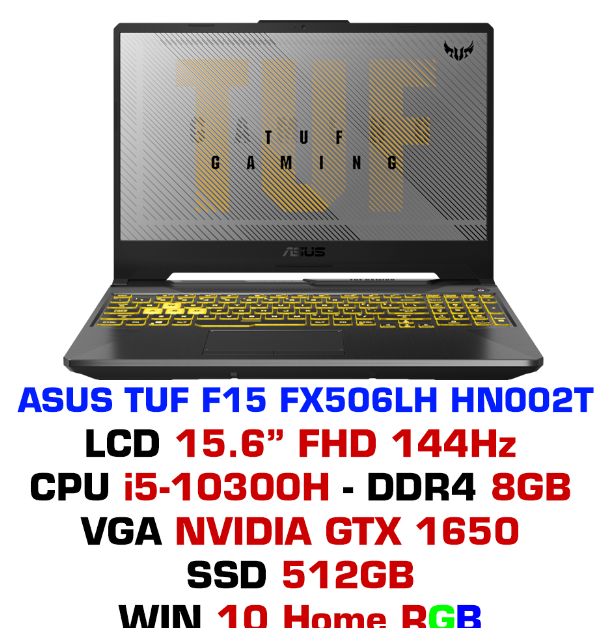 TUF
TUF
GAMING
ASUS
ASUS TUF F15 FX506LH HN002T
LCD 15.6” FHD 144Hz
CPU i5-10300H - DDR4 8GB
VGA NVIDIA GTX 1650
SSD 512GB
WIN 10 Home RGB